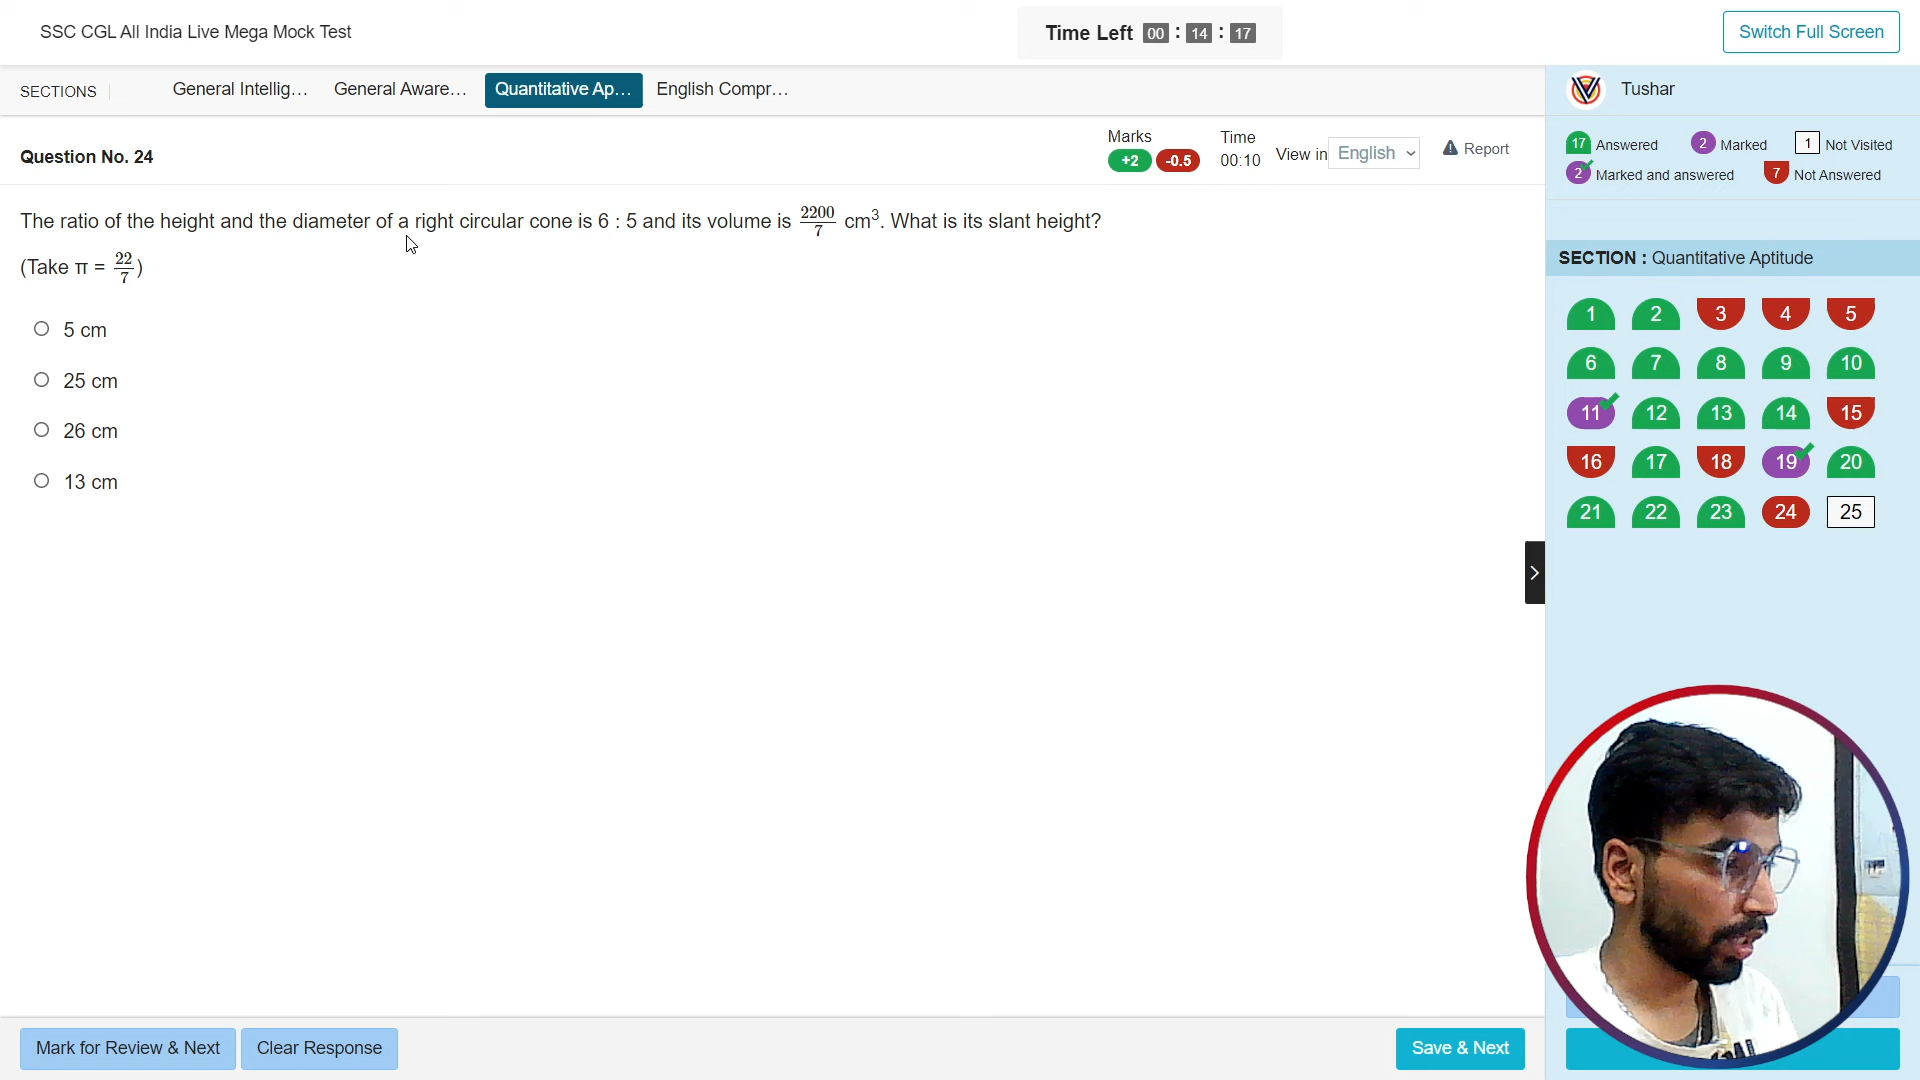 SSC CGL All India Live Mega Mock Test
Time Left 00 : 14 : 17
Switch Full Screen
SECTIONS
General Intellig...
General Aware...
Quantitative Ap...
English Compr...
Tushar
Question No. 24
Marks
+2 -0.5
Time
00:10
View in English
Report
17 Answered
2 Marked
1 Not Visited
2 Marked and answered
7 Not Answered
The ratio of the height and the diameter of a right circular cone is 6 : 5 and its volume is 2200/7 cm³. What is its slant height?
(Take π = 22/7)
5 cm
25 cm
26 cm
13 cm
SECTION : Quantitative Aptitude
1 2 3 4 5
6 7 8 9 10
11 12 13 14 15
16 17 18 19 20
21 22 23 24 25
Mark for Review & Next
Clear Response
Save & Next